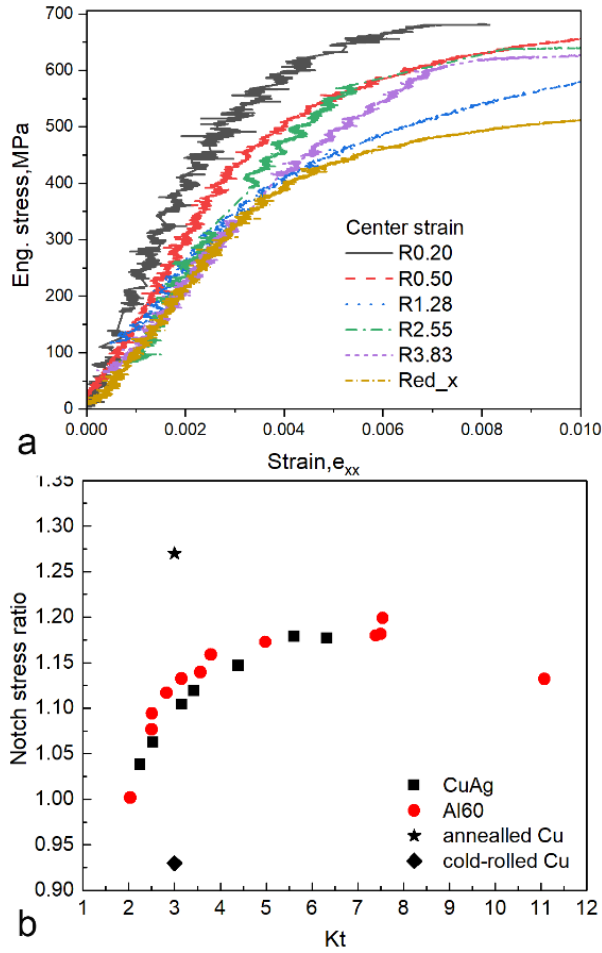 700
600
500
400
300
200
100
0
Eng. stress,MPa
Center strain
R0.20
R0.50
R1.28
R2.55
R3.83
Red_x
0.000 0.002 0.004 0.006 0.008 0.010
Strain,exx
a
1.35
1.30
1.25
1.20
1.15
1.10
1.05
1.00
0.95
0.90
Notch stress ratio
CuAg
Al60
annealled Cu
cold-rolled Cu
1 2 3 4 5 6 7 8 9 10 11 12
Kt
b